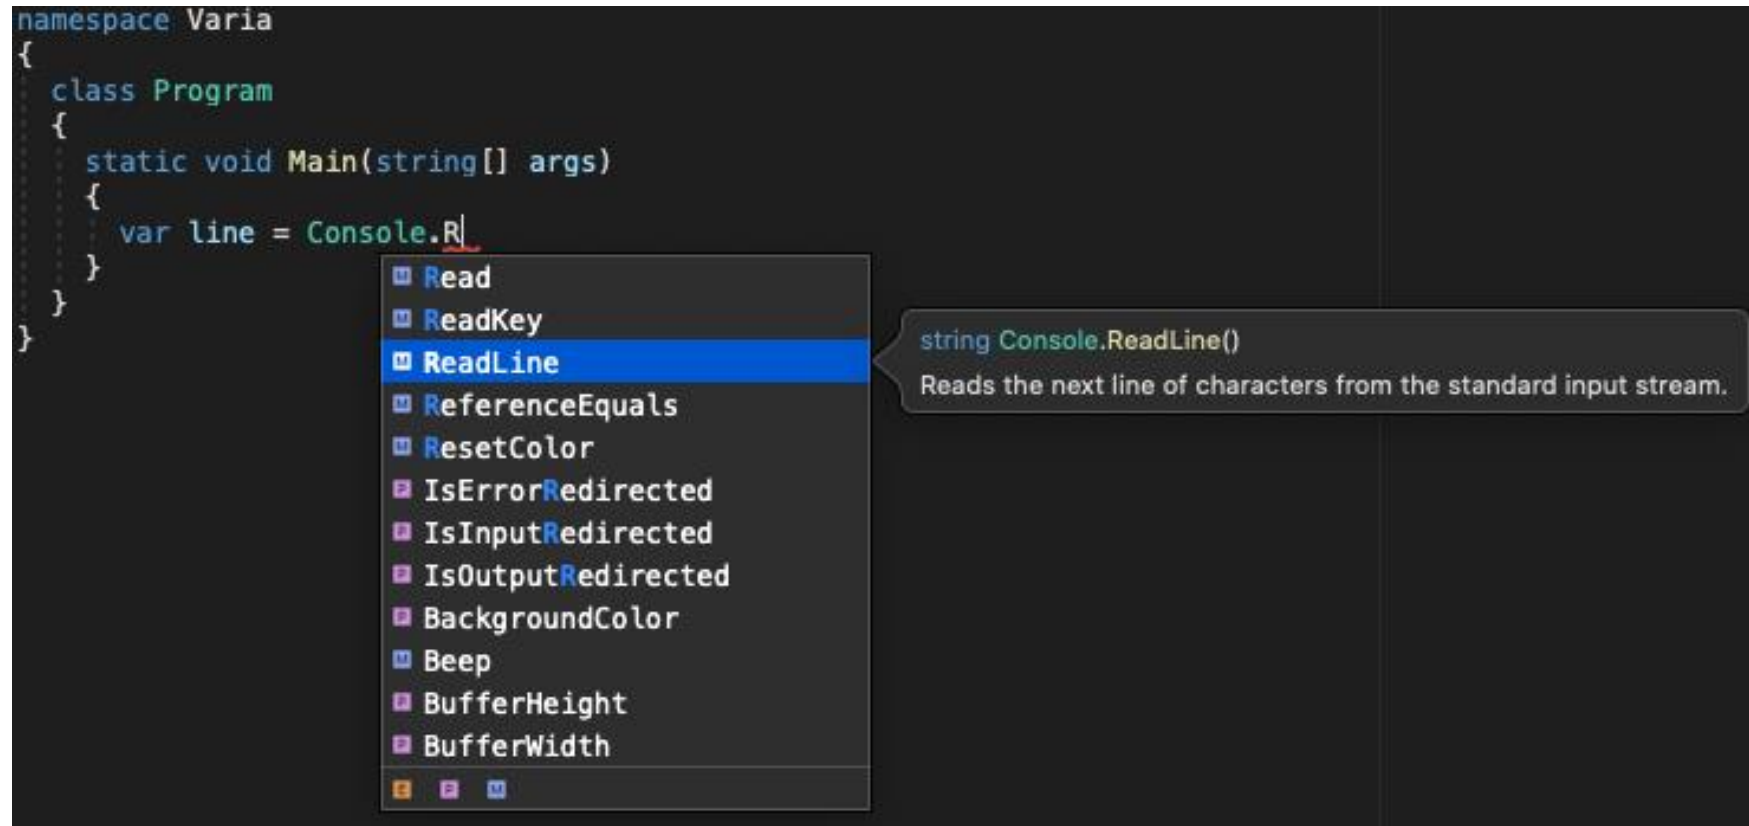 namespace Varia
{
class Program
{
static void Main(string[] args)
{
var line = Console.R
}
}
}
Read
ReadKey
ReadLine
ReferenceEquals
ResetColor
IsErrorRedirected
IsInputRedirected
IsOutputRedirected
BackgroundColor
Beep
BufferHeight
BufferWidth
string Console.ReadLine()
Reads the next line of characters from the standard input stream.